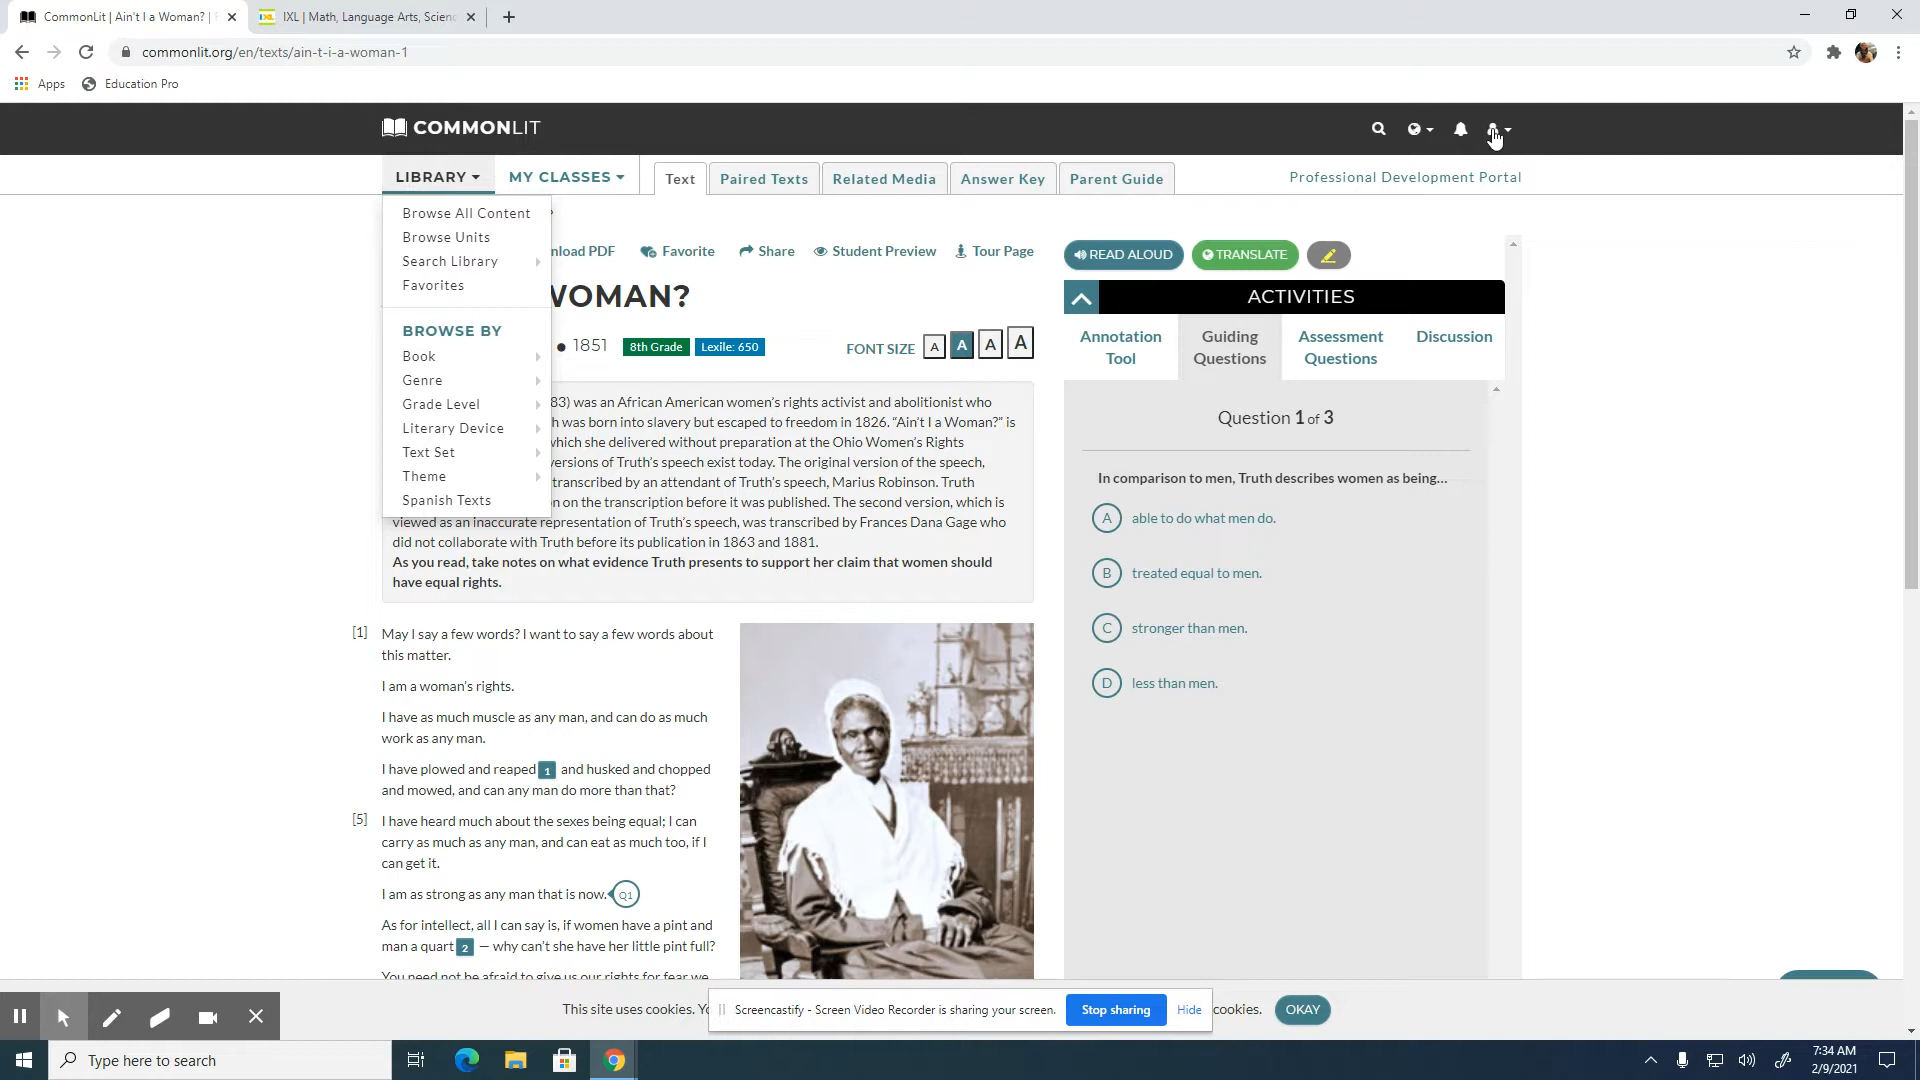 CommonLit | Ain't I a Woman? |
IXL | Math, Language Arts, Scienc
commonlit.org/en/texts/ain-t-i-a-woman-1
Apps
Education Pro
COMMONLIT
LIBRARY
MY CLASSES
Text
Paired Texts
Related Media
Answer Key
Parent Guide
Professional Development Portal
Browse All Content
Browse Units
Search Library
Favorites
BROWSE BY
Book
Genre
Grade Level
Literary Device
Text Set
Theme
Spanish Texts
nload PDF
Favorite
Share
Student Preview
Tour Page
WOMAN?
● 1851
8th Grade
Lexile: 650
FONT SIZE A A A A
83) was an African American women's rights activist and abolitionist who
h was born into slavery but escaped to freedom in 1826. “Ain't I a Woman?” is
which she delivered without preparation at the Ohio Women's Rights
versions of Truth's speech exist today. The original version of the speech,
transcribed by an attendant of Truth's speech, Marius Robinson. Truth
n on the transcription before it was published. The second version, which is
viewed as an inaccurate representation of Truth's speech, was transcribed by Frances Dana Gage who
did not collaborate with Truth before its publication in 1863 and 1881.
As you read, take notes on what evidence Truth presents to support her claim that women should
have equal rights.
[1] May I say a few words? I want to say a few words about
this matter.
I am a woman's rights.
I have as much muscle as any man, and can do as much
work as any man.
I have plowed and reaped 1 and husked and chopped
and mowed, and can any man do more than that?
[5] I have heard much about the sexes being equal; I can
carry as much as any man, and can eat as much too, if I
can get it.
I am as strong as any man that is now. Q1
As for intellect, all I can say is, if women have a pint and
man a quart 2 — why can't she have her little pint full?
You need not be afraid to give us our rights for fear we
READ ALOUD
TRANSLATE
ACTIVITIES
Annotation
Tool
Guiding
Questions
Assessment
Questions
Discussion
Question 1 of 3
In comparison to men, Truth describes women as being...
A able to do what men do.
B treated equal to men.
C stronger than men.
D less than men.
This site uses cookies. Yo
Screencastify - Screen Video Recorder is sharing your screen.
Stop sharing
Hide
cookies.
OKAY
Type here to search
7:34 AM
2/9/2021